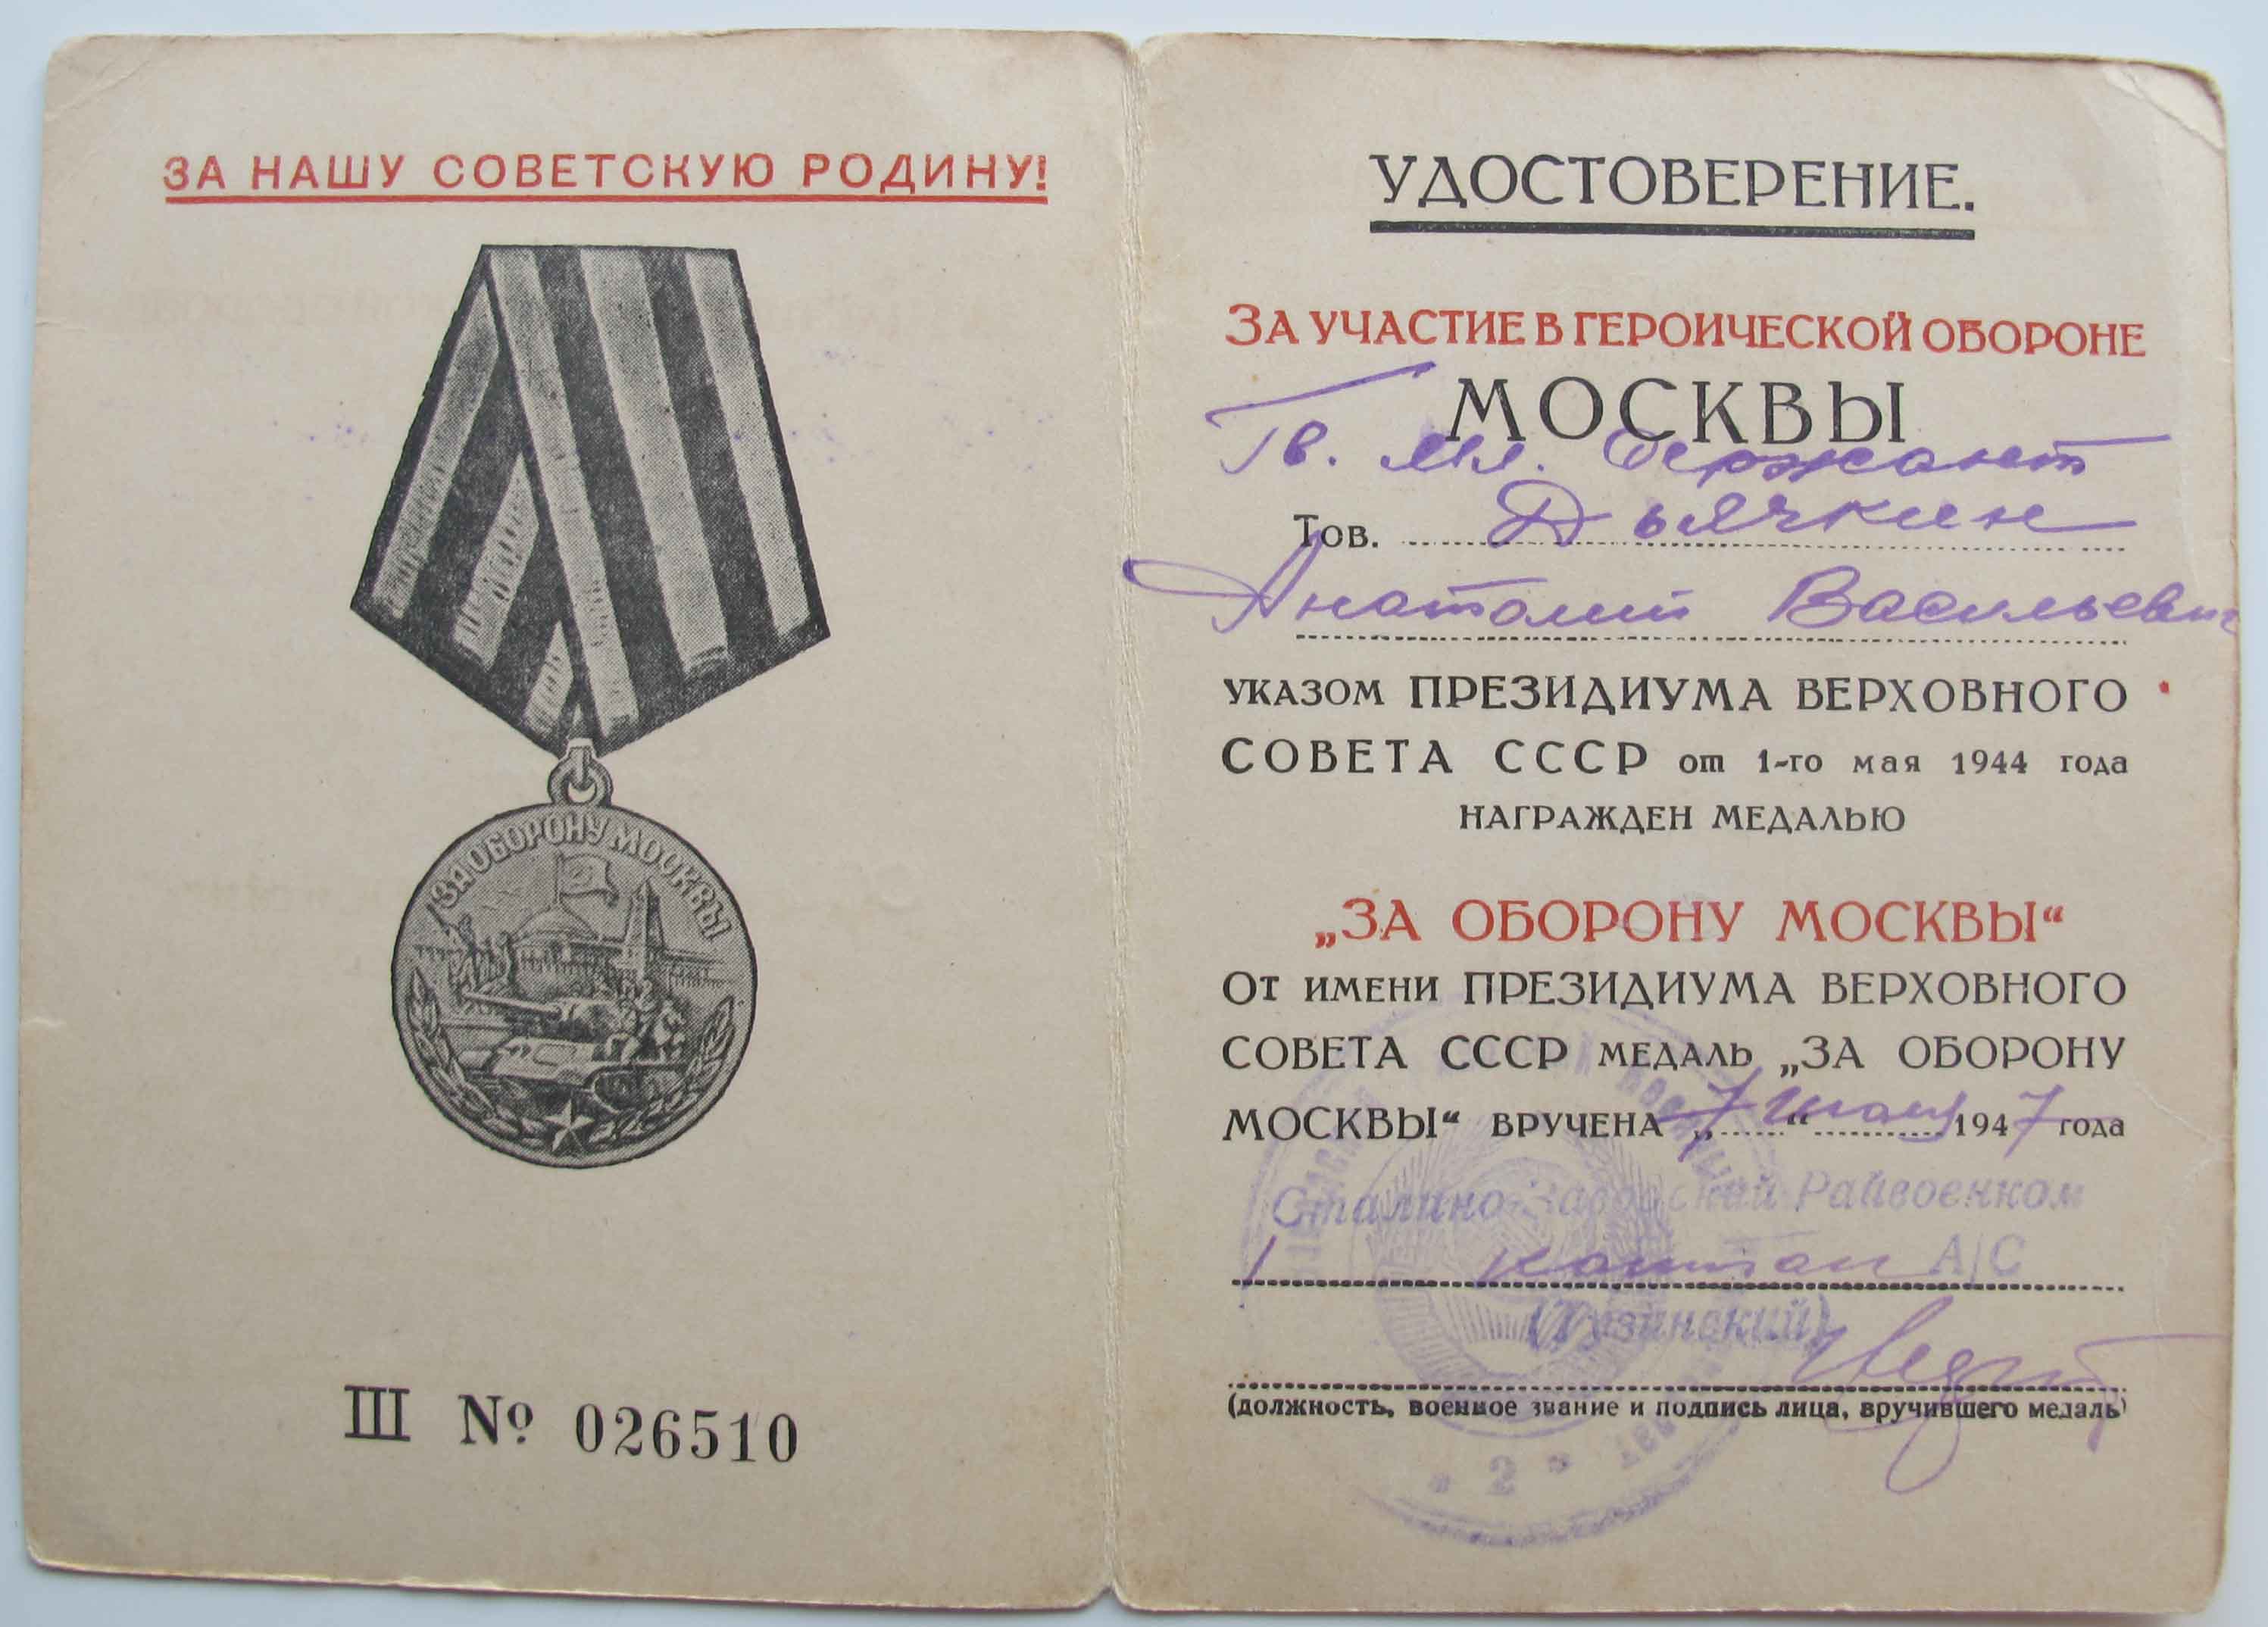 ЗА НАШУ СОВЕТСКУЮ РОДИНУ!
ЗА ОБОРОНУ МОСКВЫ
III № 026510
УДОСТОВЕРЕНИЕ.
ЗА УЧАСТИЕ В ГЕРОИЧЕСКОЙ ОБОРОНЕ
МОСКВЫ
Гв. мл. Сержант
Тов. Дьячкин
Анатолий Васильевич
УКАЗОМ ПРЕЗИДИУМА ВЕРХОВНОГО
СОВЕТА СССР от 1-го мая 1944 года
НАГРАЖДЕН МЕДАЛЬЮ
„ЗА ОБОРОНУ МОСКВЫ“
ОТ ИМЕНИ ПРЕЗИДИУМА ВЕРХОВНОГО
СОВЕТА СССР МЕДАЛЬ „ЗА ОБОРОНУ
МОСКВЫ“ ВРУЧЕНА „7“ 1947 года
Сталино-Заводский Райвоенком
капитан А/С
(должность, военное звание и подпись лица, вручившего медаль)
* 2 *